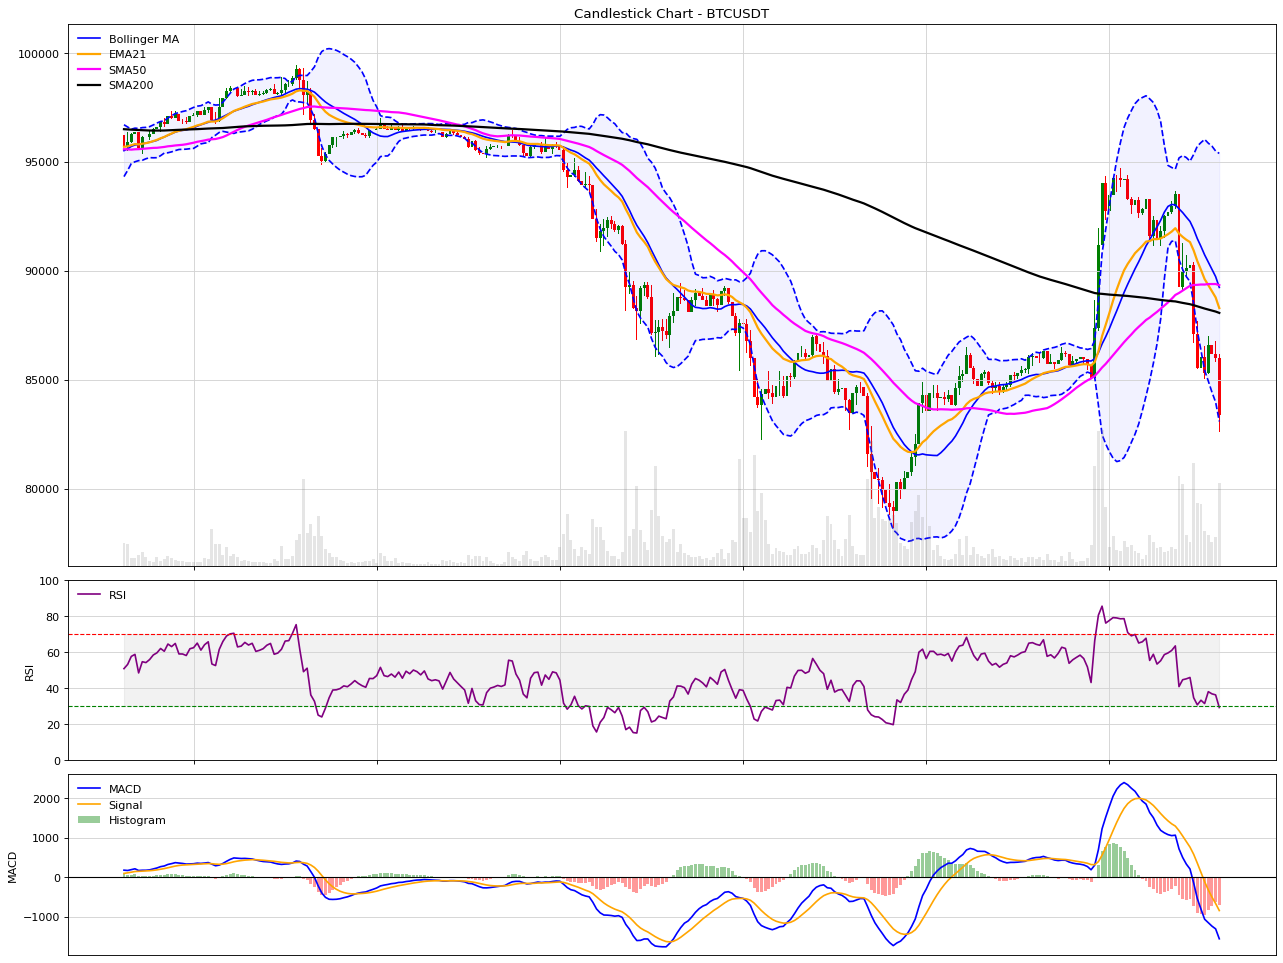 Candlestick Chart - BTCUSDT
Bollinger MA
EMA21
SMA50
SMA200
100000
95000
90000
85000
80000
RSI
100
80
60
40
20
0
RSI
MACD
Signal
Histogram
2000
1000
0
−1000
MACD